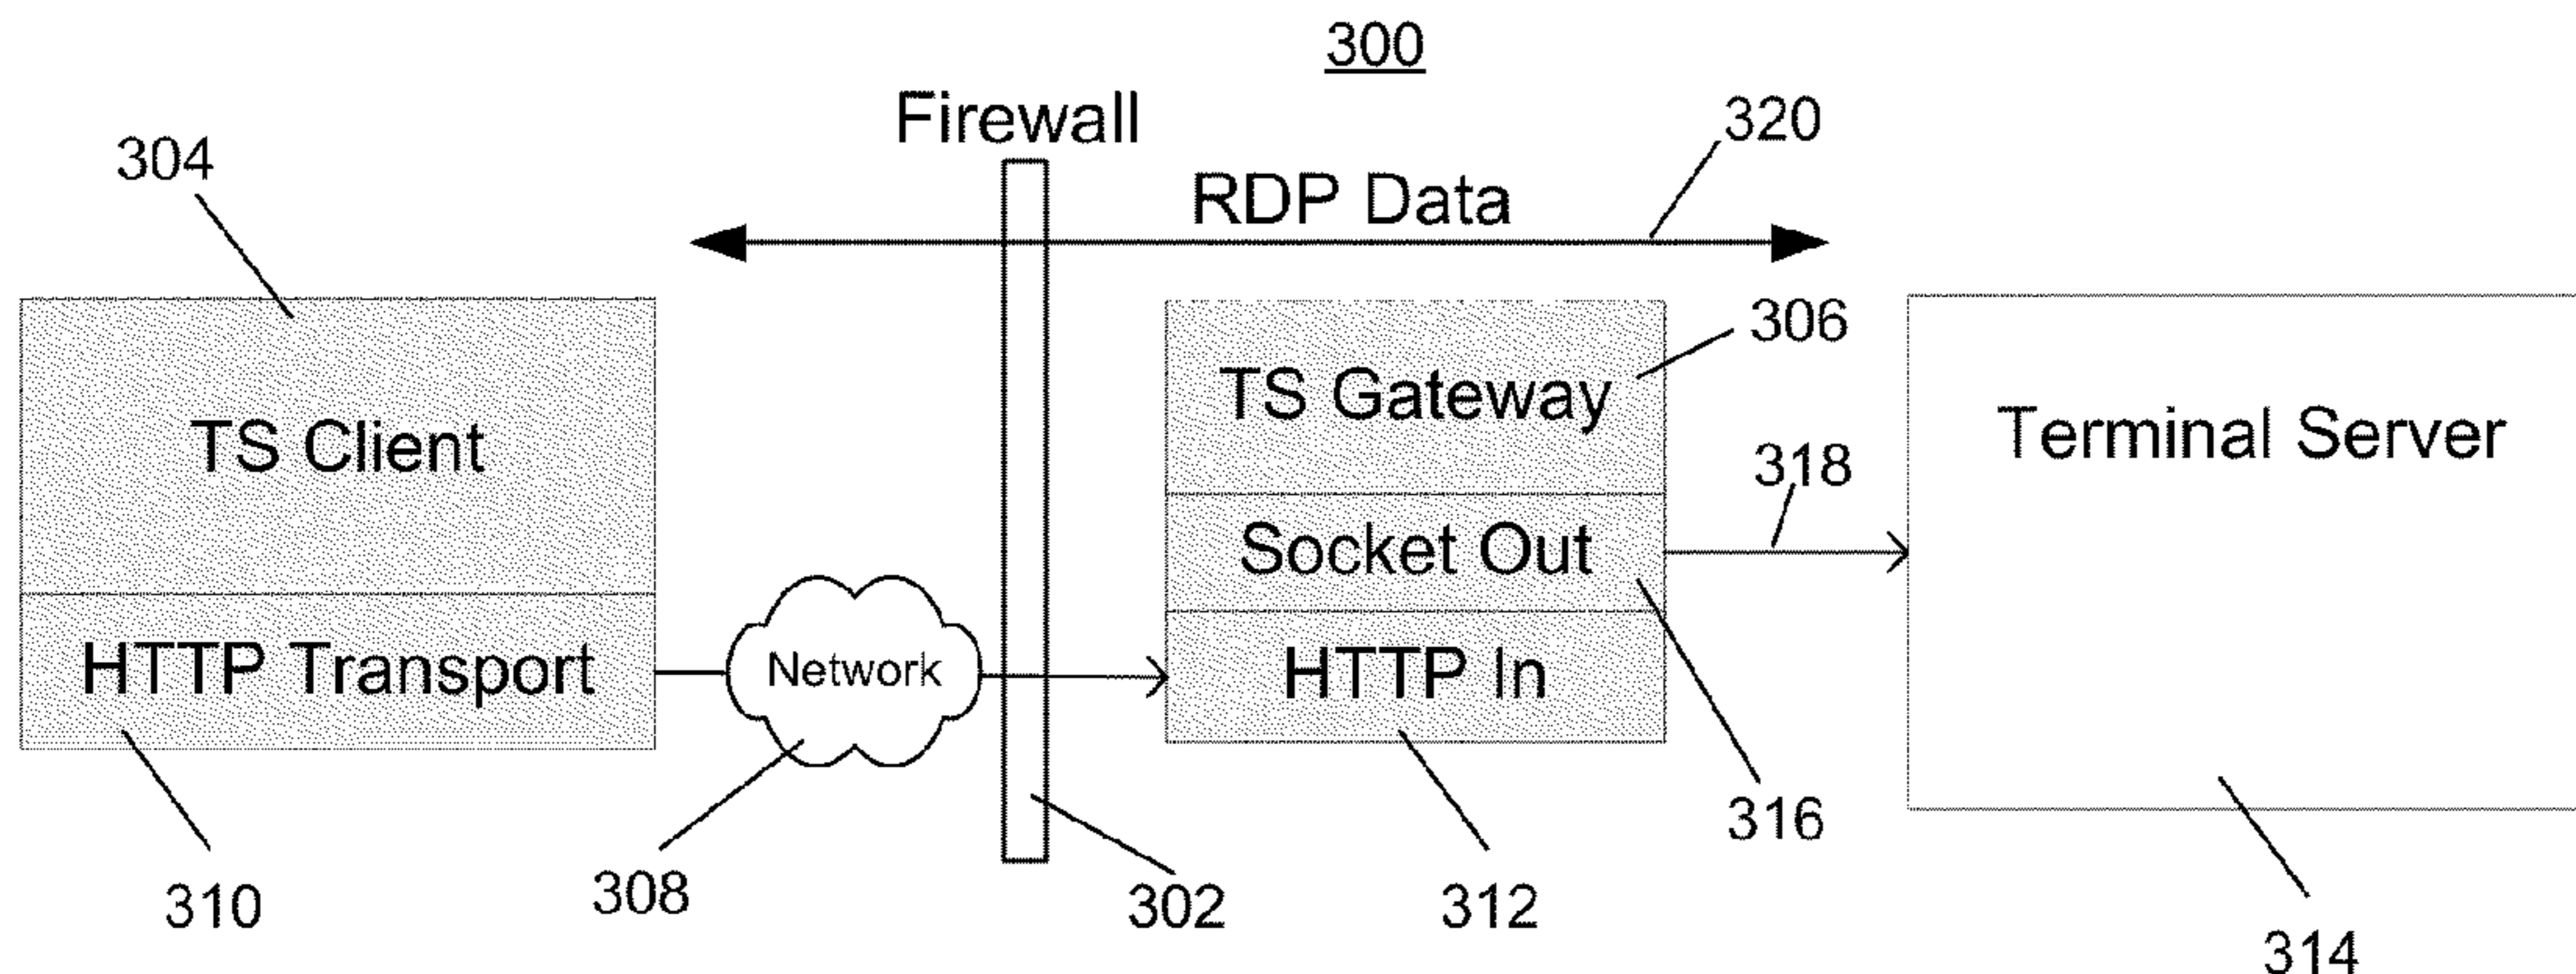 300
Firewall
320
304
RDP Data
306
TS Gateway
TS Client
Terminal Server
318
Socket Out
HTTP Transport
Network
HTTP In
316
310
308
302
312
314